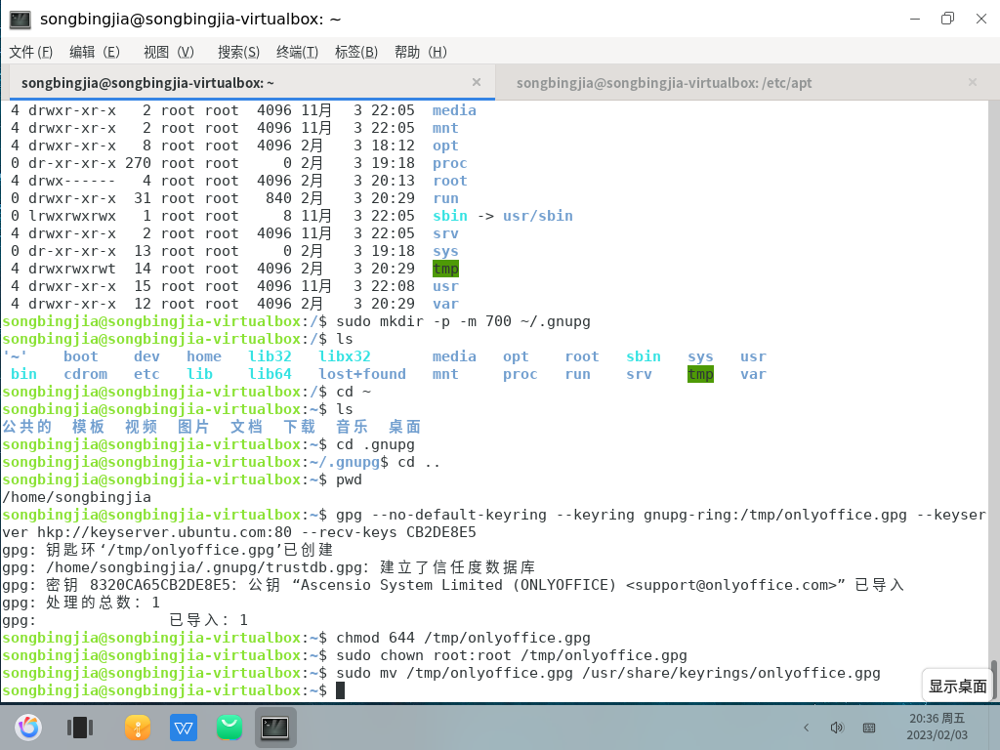 songbingjia@songbingjia-virtualbox: ~
文件(F) 编辑(E) 视图(V) 搜索(S) 终端(T) 标签(B) 帮助(H)
songbingjia@songbingjia-virtualbox: ~ songbingjia@songbingjia-virtualbox: /etc/apt
4 drwxr-xr-x 2 root root 4096 11月 3 22:05 media
4 drwxr-xr-x 2 root root 4096 11月 3 22:05 mnt
4 drwxr-xr-x 8 root root 4096 2月 3 18:12 opt
0 dr-xr-xr-x 270 root root 0 2月 3 19:18 proc
4 drwx------ 4 root root 4096 2月 3 20:13 root
0 drwxr-xr-x 31 root root 840 2月 3 20:29 run
0 lrwxrwxrwx 1 root root 8 11月 3 22:05 sbin -> usr/sbin
4 drwxr-xr-x 2 root root 4096 11月 3 22:05 srv
0 dr-xr-xr-x 13 root root 0 2月 3 19:18 sys
4 drwxrwxrwt 14 root root 4096 2月 3 20:29 tmp
4 drwxr-xr-x 15 root root 4096 11月 3 22:08 usr
4 drwxr-xr-x 12 root root 4096 2月 3 20:29 var
songbingjia@songbingjia-virtualbox:/$ sudo mkdir -p -m 700 ~/.gnupg
songbingjia@songbingjia-virtualbox:/$ ls
'~' boot dev home lib32 libx32 media opt root sbin sys usr
bin cdrom etc lib lib64 lost+found mnt proc run srv tmp var
songbingjia@songbingjia-virtualbox:/$ cd ~
songbingjia@songbingjia-virtualbox:~$ ls
公共的 模板 视频 图片 文档 下载 音乐 桌面
songbingjia@songbingjia-virtualbox:~$ cd .gnupg
songbingjia@songbingjia-virtualbox:~/.gnupg$ cd ..
songbingjia@songbingjia-virtualbox:~$ pwd
/home/songbingjia
songbingjia@songbingjia-virtualbox:~$ gpg --no-default-keyring --keyring gnupg-ring:/tmp/onlyoffice.gpg --keyser
ver hkp://keyserver.ubuntu.com:80 --recv-keys CB2DE8E5
gpg: 钥匙环‘/tmp/onlyoffice.gpg’已创建
gpg: /home/songbingjia/.gnupg/trustdb.gpg：建立了信任度数据库
gpg: 密钥 8320CA65CB2DE8E5：公钥 “Ascensio System Limited (ONLYOFFICE) <support@onlyoffice.com>” 已导入
gpg: 处理的总数：1
gpg: 已导入：1
songbingjia@songbingjia-virtualbox:~$ chmod 644 /tmp/onlyoffice.gpg
songbingjia@songbingjia-virtualbox:~$ sudo chown root:root /tmp/onlyoffice.gpg
songbingjia@songbingjia-virtualbox:~$ sudo mv /tmp/onlyoffice.gpg /usr/share/keyrings/onlyoffice.gpg
songbingjia@songbingjia-virtualbox:~$
显示桌面
20:36 周五
2023/02/03